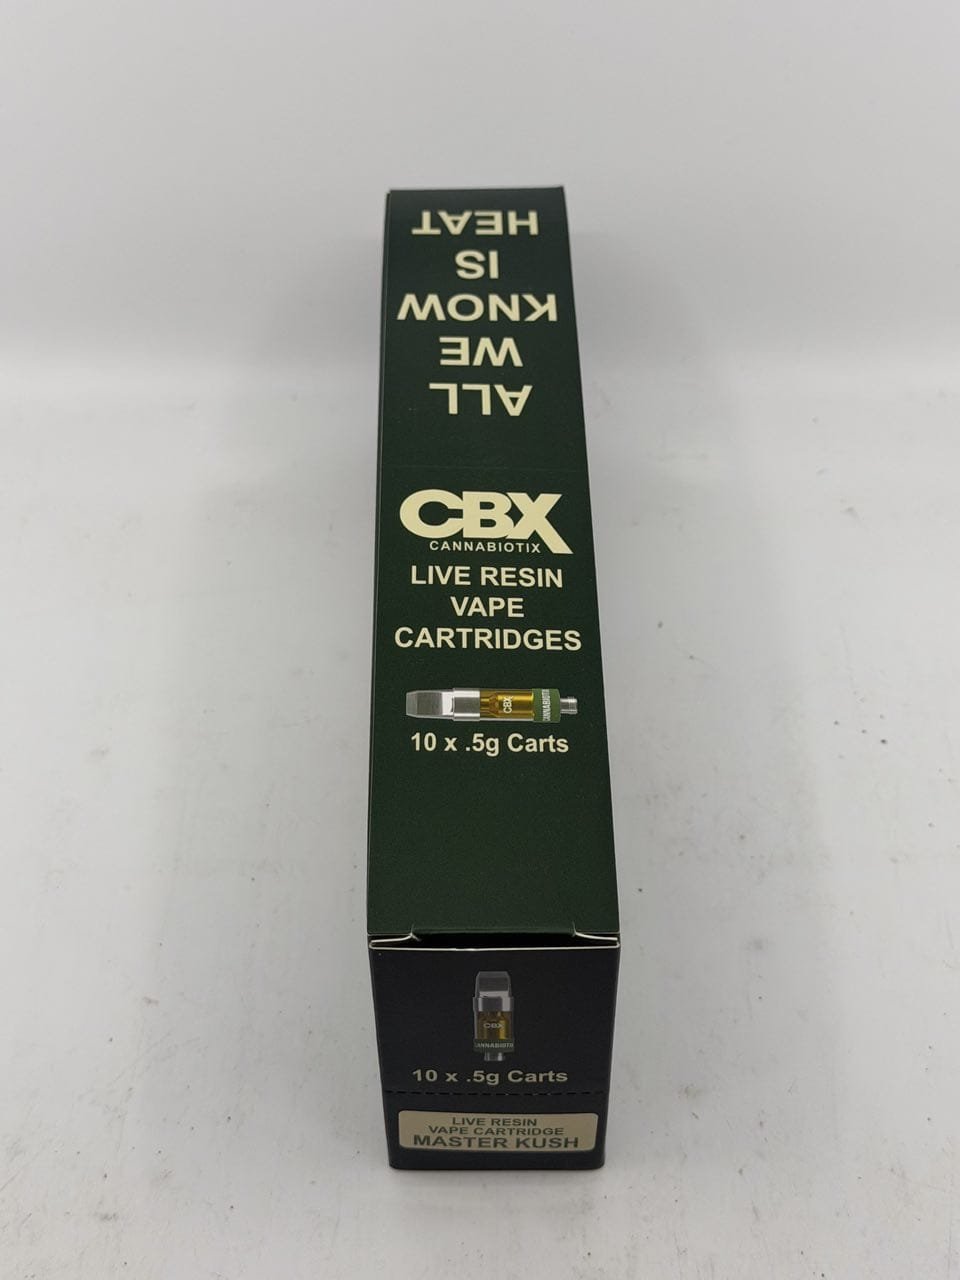 ALL
WE
KNOW
IS
HEAT
CBX
CANNABIOTIX
LIVE RESIN
VAPE
CARTRIDGES
CBX
CANNABIOTIX
10 x .5g Carts
CBX
CANNABIOTIX
10 x .5g Carts
LIVE RESIN
VAPE CARTRIDGE
MASTER KUSH